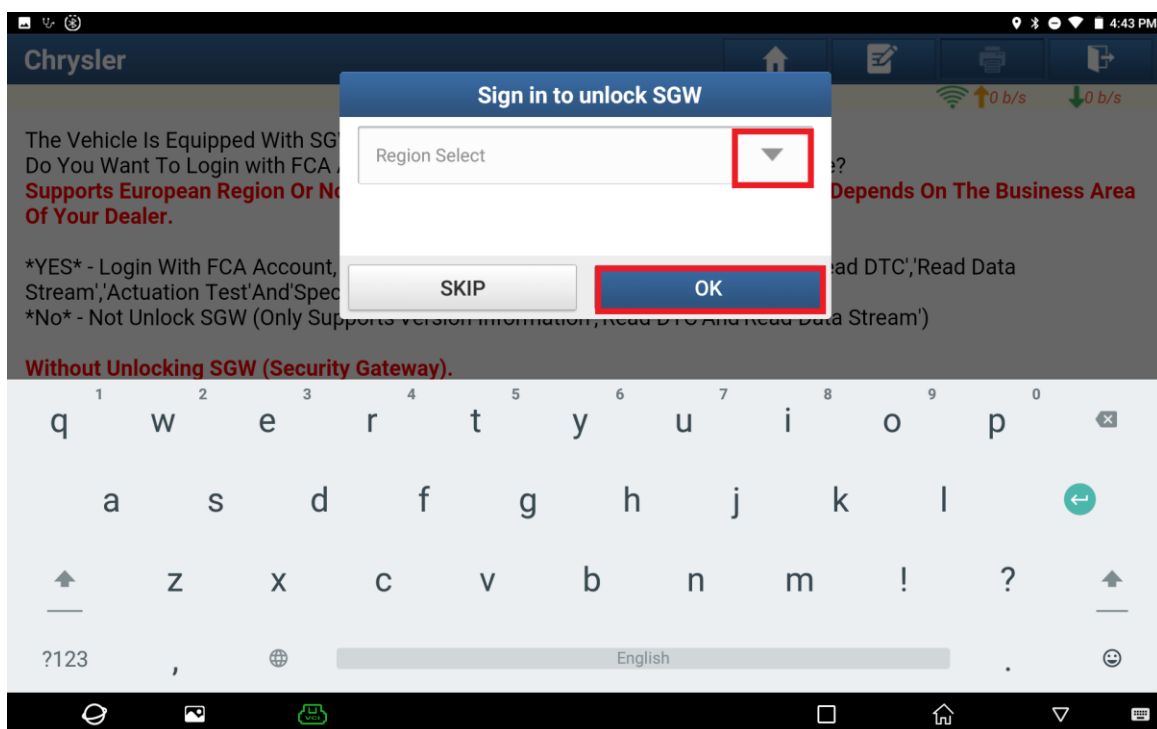 4:43 PM
Chrysler
0 b/s 0 b/s
Sign in to unlock SGW
Region Select
SKIP OK
The Vehicle Is Equipped With
Do You Want To Login with FCA ?
Supports European Region Or Depends On The Business Area
Of Your Dealer.
*YES* - Login With FCA Account, DTC','Read Data
Stream','Actuation Test'And'Spec
*No* - Not Unlock SGW (Only Supports Version Information','Read DTC'And'Read Data Stream')
Without Unlocking SGW (Security Gateway).
1 2 3 4 5 6 7 8 9 0
q w e r t y u i o p
a s d f g h j k l
z x c v b n m ! ?
?123 , English .
VCI